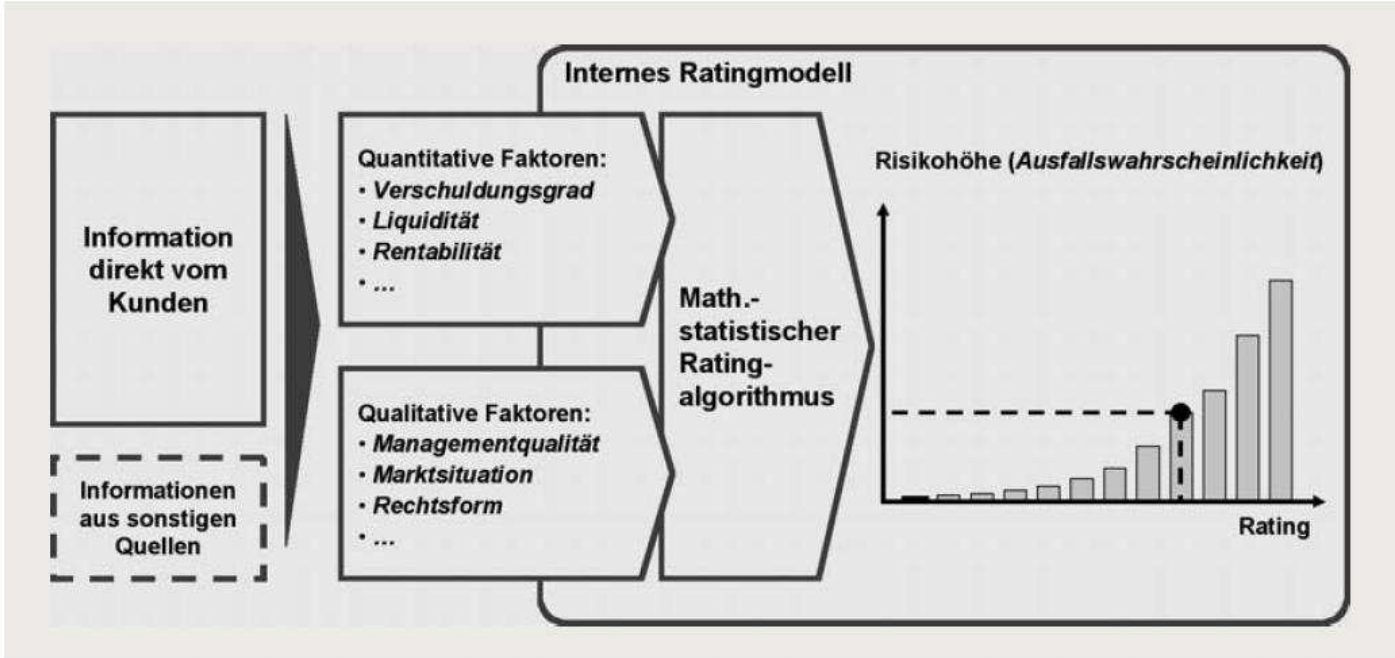 Internes Ratingmodell
Information
direkt vom
Kunden
Informationen
aus sonstigen
Quellen
Quantitative Faktoren:
• Verschuldungsgrad
• Liquidität
• Rentabilität
• ...
Qualitative Faktoren:
• Managementqualität
• Marktsituation
• Rechtsform
• ...
Math.-
statistischer
Rating-
algorithmus
Risikohöhe (Ausfallswahrscheinlichkeit)
Rating